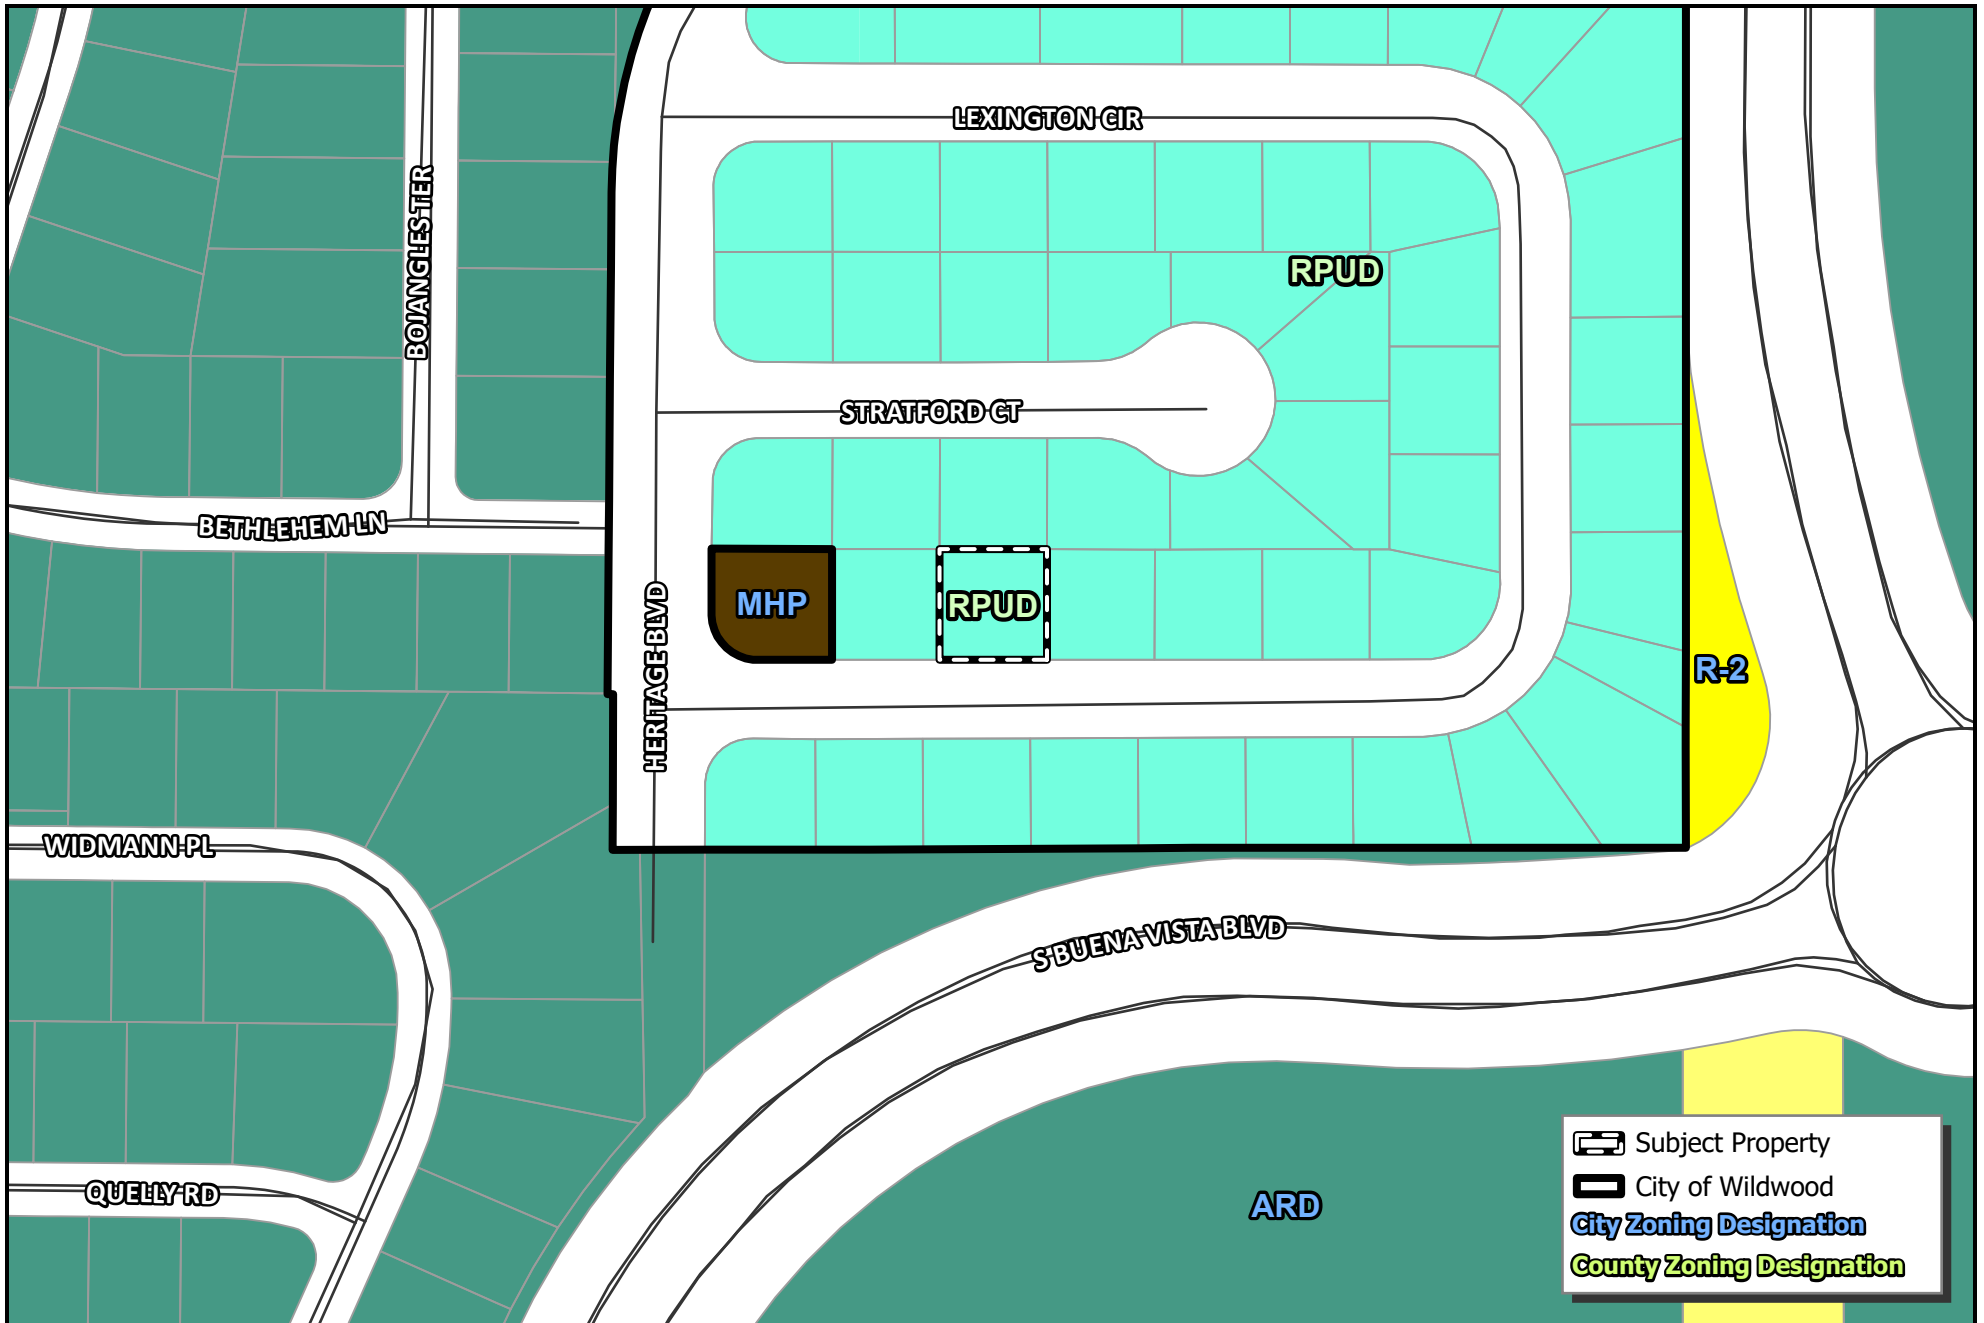 LEXINGTON CIR
BOJANGLES TER
RPUD
STRATFORD CT
BETHLEHEM LN
MHP
RPUD
HERITAGE BLVD
R-2
WIDMANN PL
S BUENA VISTA BLVD
QUELLY RD
ARD
Subject Property
City of Wildwood
City Zoning Designation
County Zoning Designation